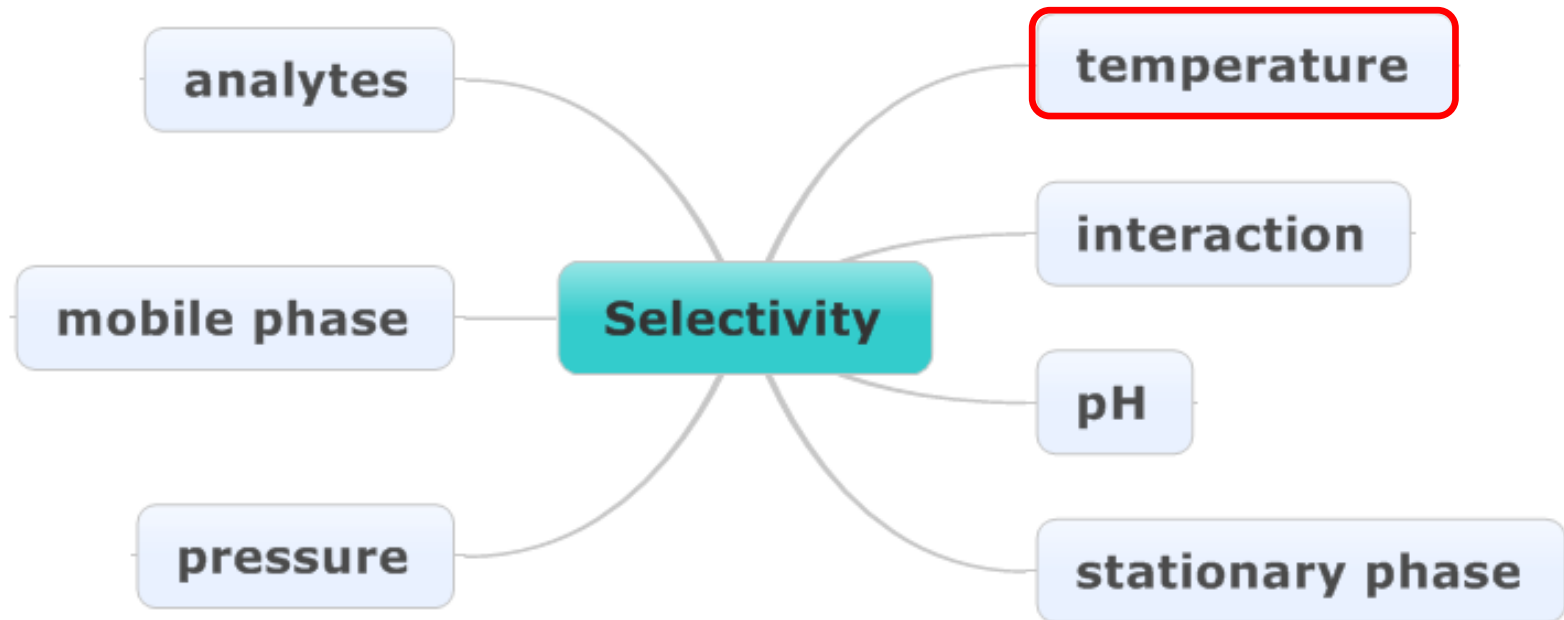 analytes
mobile phase
pressure
Selectivity
temperature
interaction
pH
stationary phase